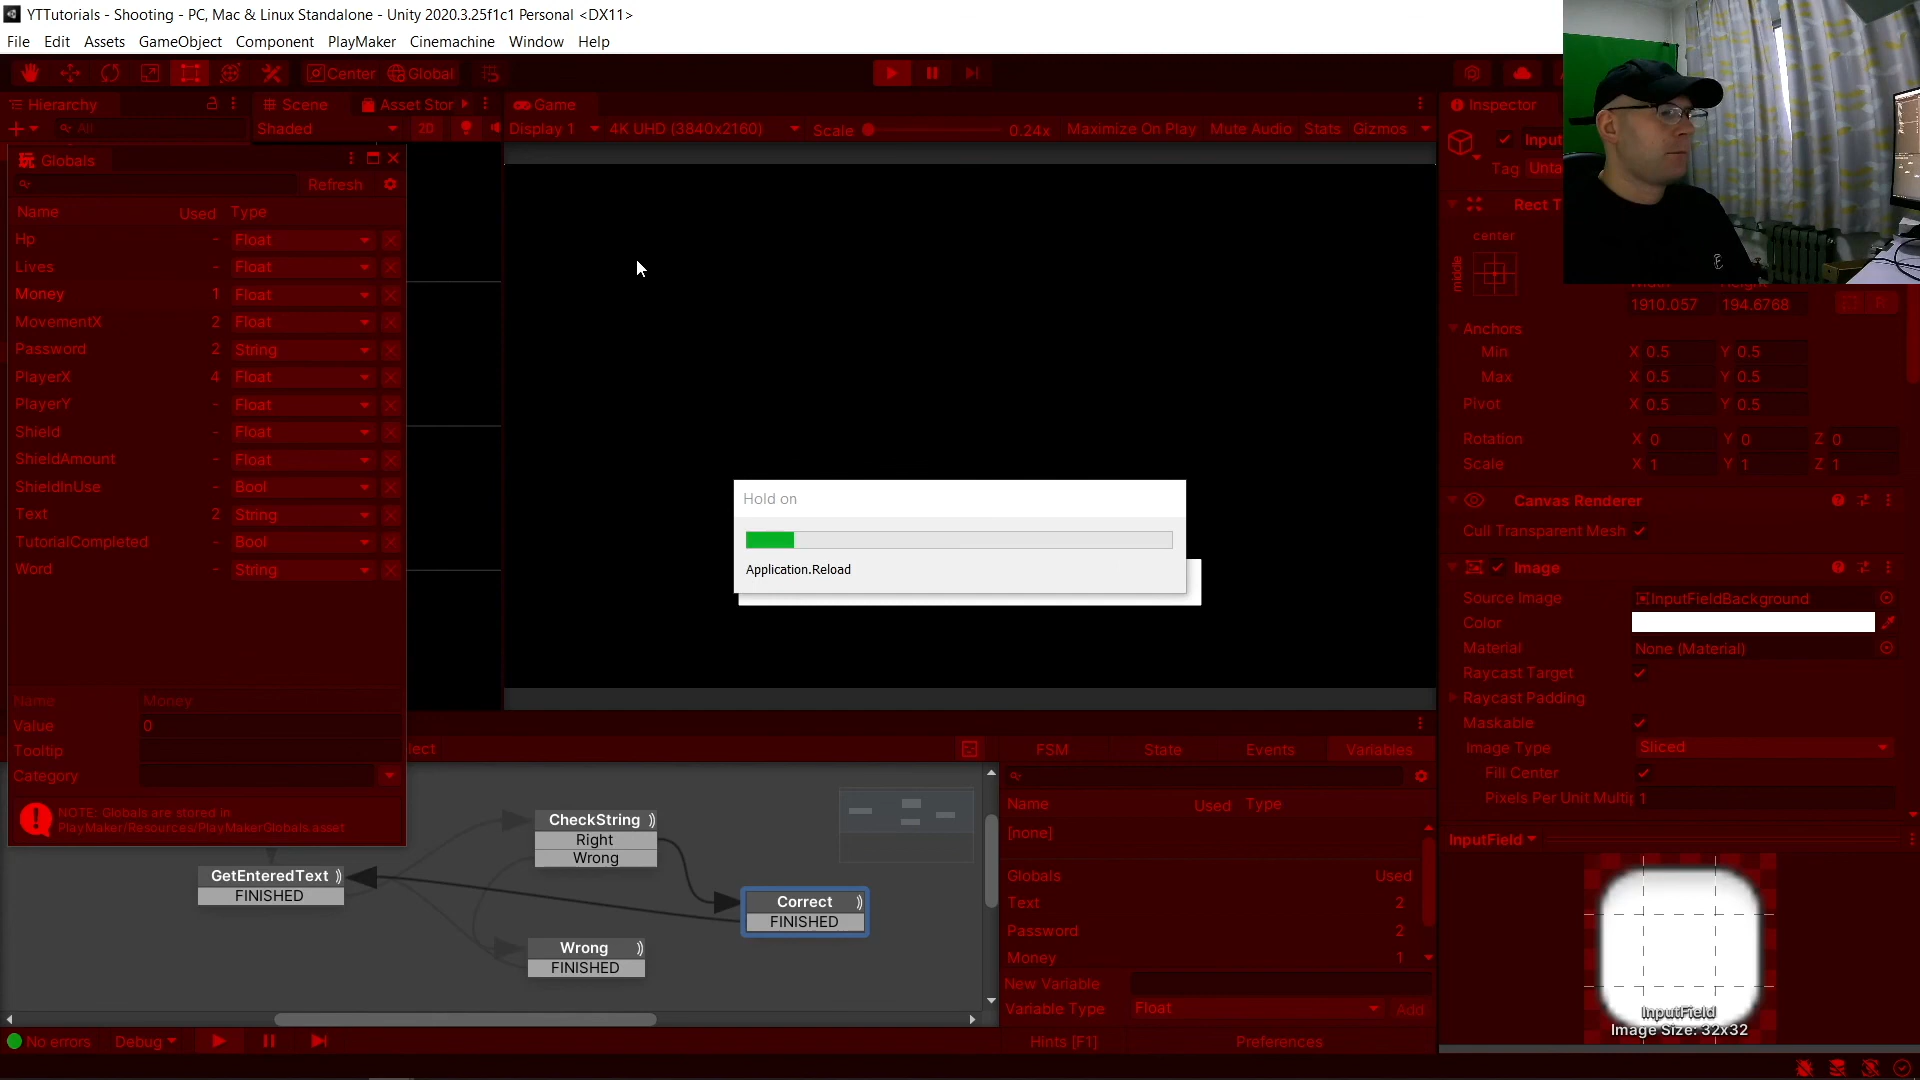 YTTutorials - Shooting - PC, Mac & Linux Standalone - Unity 2020.3.25f1c1 Personal <DX11>
File Edit Assets GameObject Component PlayMaker Cinemachine Window Help
Center Global
Hierarchy Scene Asset Stor Game Inspector
All Shaded 2D Display 1 4K UHD (3840x2160) Scale 0.24x Maximize On Play Mute Audio Stats Gizmos
Input
Tag Unta
玩 Globals
Refresh
Name Used Type
Hp - Float
Lives - Float
Money 1 Float
MovementX 2 Float
Password 2 String
PlayerX 4 Float
PlayerY - Float
Shield - Float
ShieldAmount - Float
ShieldInUse - Bool
Text 2 String
TutorialCompleted - Bool
Word - String
Name Money
Value 0
Tooltip
Category
NOTE: Globals are stored in
PlayMaker/Resources/PlayMakerGlobals asset
Hold on
Application.Reload
Rect T
center
middle
1910.057 194.6768 R
Anchors
Min X 0.5 Y 0.5
Max X 0.5 Y 0.5
Pivot X 0.5 Y 0.5
Rotation X 0 Y 0 Z 0
Scale X 1 Y 1 Z 1
Canvas Renderer
Cull Transparent Mesh
Image
Source Image InputFieldBackground
Color
Material None (Material)
Raycast Target
Raycast Padding
Maskable
Image Type Sliced
Fill Center
Pixels Per Unit Multip 1
InputField
InputField
Image Size: 32x32
lect
GetEnteredText
FINISHED
CheckString
Right
Wrong
Correct
FINISHED
Wrong
FINISHED
FSM State Events Variables
Name Used Type
[none]
Globals Used
Text 2
Password 2
Money 1
New Variable
Variable Type Float Add
Hints [F1] Preferences
No errors Debug